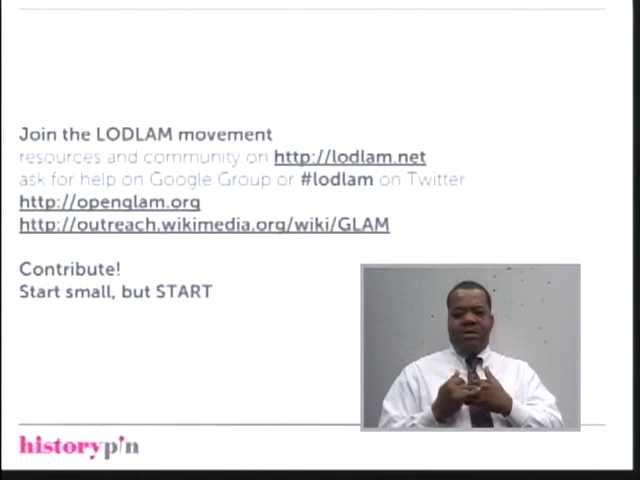 Join the LODLAM movement
resources and community on http://lodlam.net
ask for help on Google Group or #lodlam on Twitter
http://openglam.org
http://outreach.wikimedia.org/wiki/GLAM
Contribute!
Start small, but START
historypin